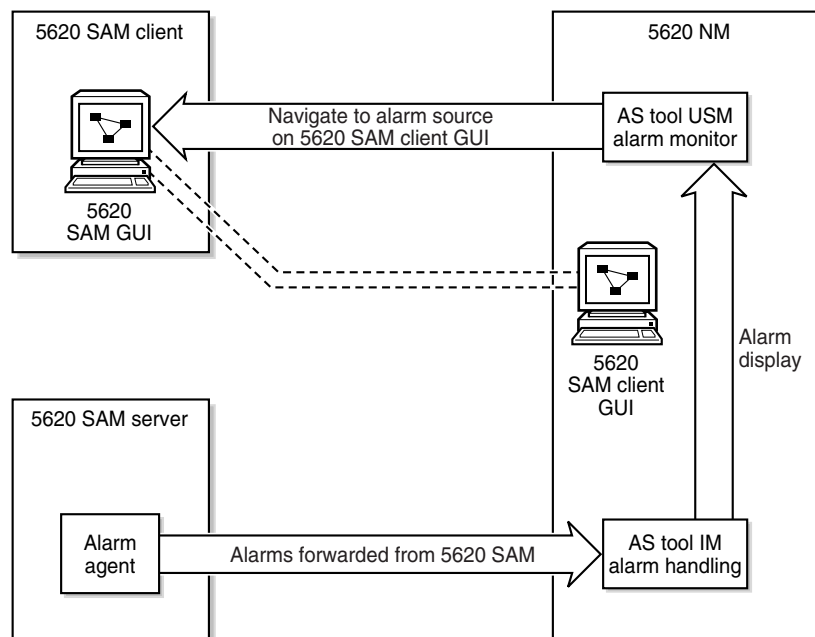 5620 SAM client
5620
SAM GUI
Navigate to alarm source
on 5620 SAM client GUI
5620 NM
AS tool USM
alarm monitor
5620
SAM client
GUI
Alarm
display
5620 SAM server
Alarm
agent
Alarms forwarded from 5620 SAM
AS tool IM
alarm handling